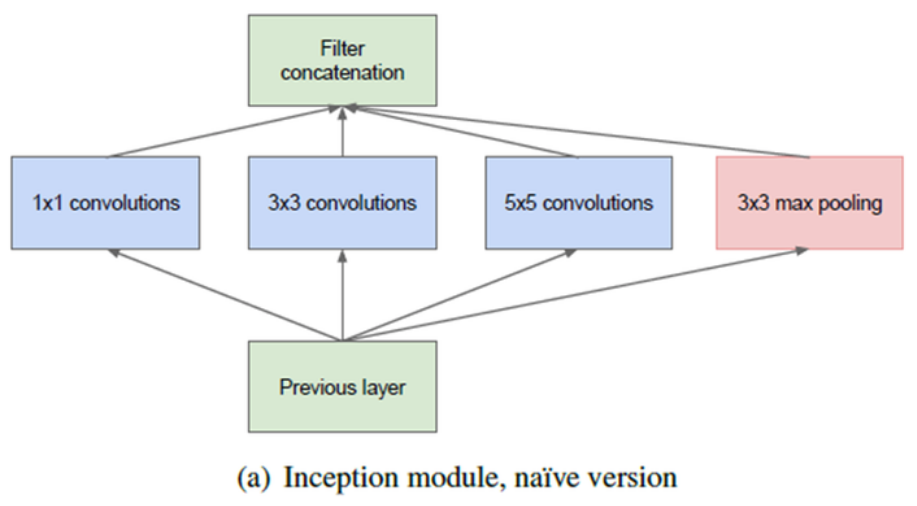 Filter
concatenation
1x1 convolutions
3x3 convolutions
5x5 convolutions
3x3 max pooling
Previous layer
(a) Inception module, naïve version